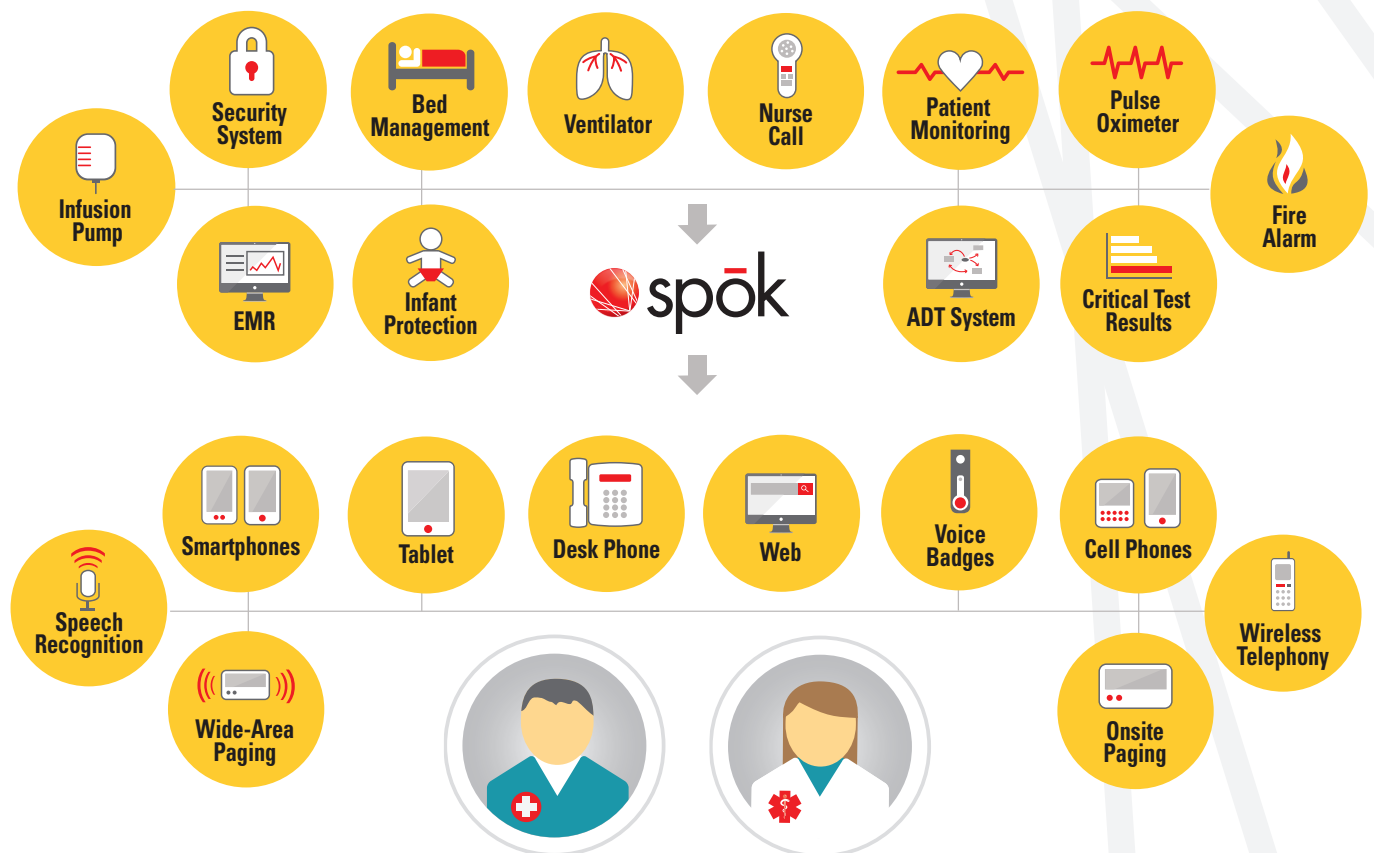 Security
System
Bed
Management
Ventilator
Nurse
Call
Patient
Monitoring
Pulse
Oximeter
Infusion
Pump
Fire
Alarm
EMR
Infant
Protection
spōk
ADT System
Critical Test
Results
Smartphones
Tablet
Desk Phone
Web
Voice
Badges
Cell Phones
Speech
Recognition
Wireless
Telephony
Wide-Area
Paging
Onsite
Paging